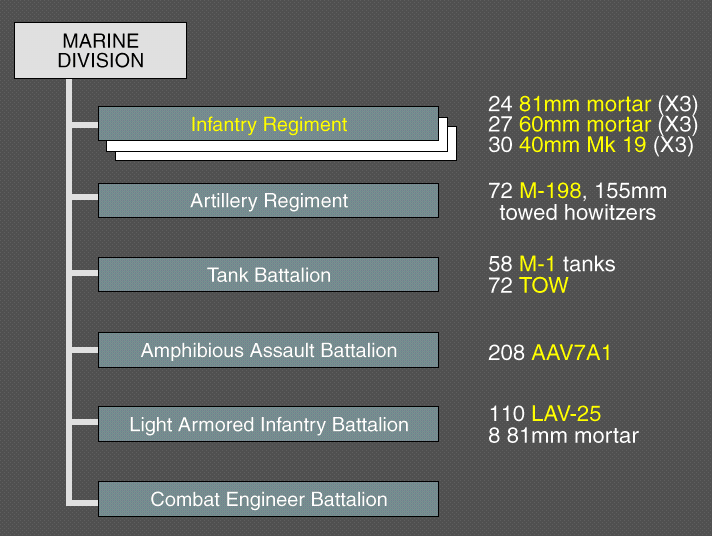 MARINE
DIVISION
Infantry Regiment
24 81mm mortar (X3)
27 60mm mortar (X3)
30 40mm Mk 19 (X3)
Artillery Regiment
72 M-198, 155mm
towed howitzers
Tank Battalion
58 M-1 tanks
72 TOW
Amphibious Assault Battalion
208 AAV7A1
Light Armored Infantry Battalion
110 LAV-25
8 81mm mortar
Combat Engineer Battalion